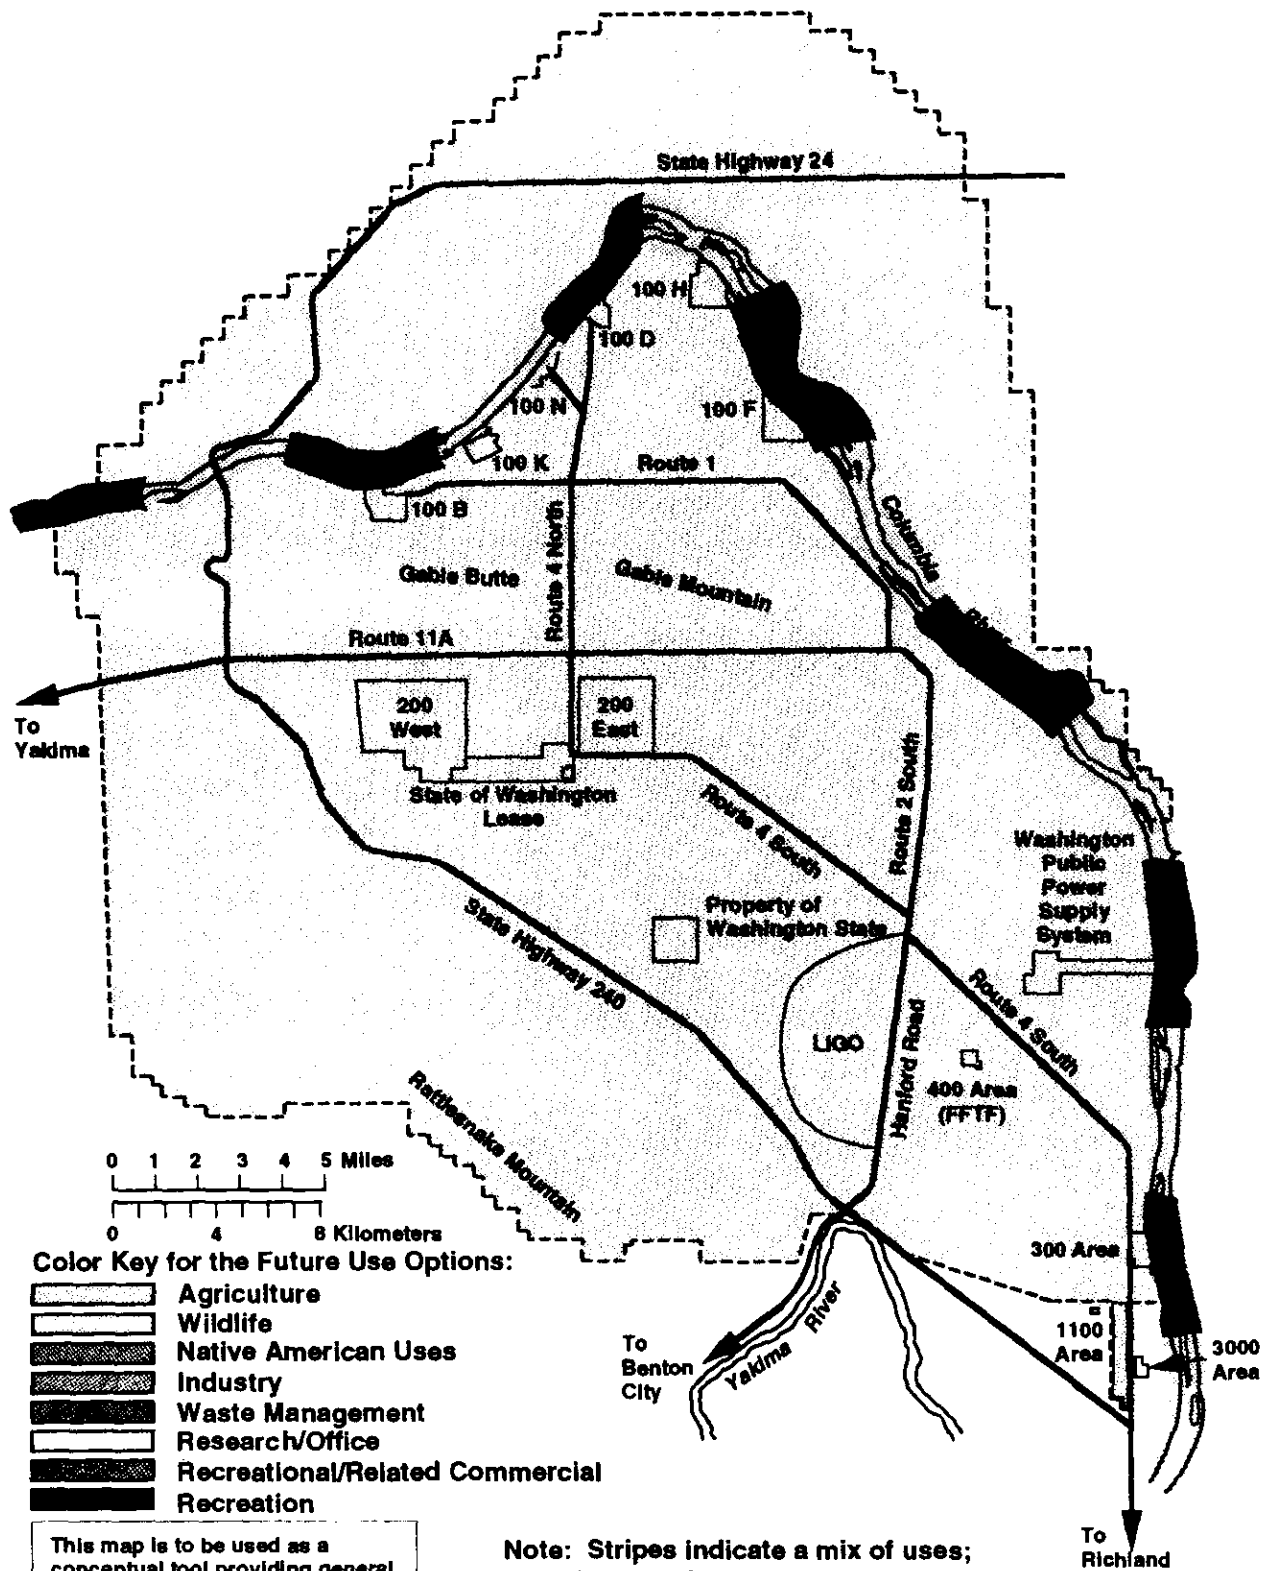 State Highway 24
100 H
100 D
100 N
100 F
100 K
Route 1
100 B
Columbia
Route 4 North
Gable Butte
Gable Mountain
Route 11A
To
Yakima
200
West
200
East
State of Washington
Lease
Route 4 South
Route 2 South
Washington
Public
Power
Supply
System
Property of
Washington State
State Highway 240
Route 4 South
LIGO
Hanford Road
400 Area
(FFTF)
Rattlesnake Mountain
0 1 2 3 4 5 Miles
0 4 8 Kilometers
300 Area
Color Key for the Future Use Options:
Agriculture
Wildlife
Native American Uses
Industry
Waste Management
Research/Office
Recreational/Related Commercial
Recreation
To
Benton
City
Yakima River
1100
Area
3000
Area
To
Richland
This map is to be used as a
conceptual tool providing general
Note: Stripes indicate a mix of uses;